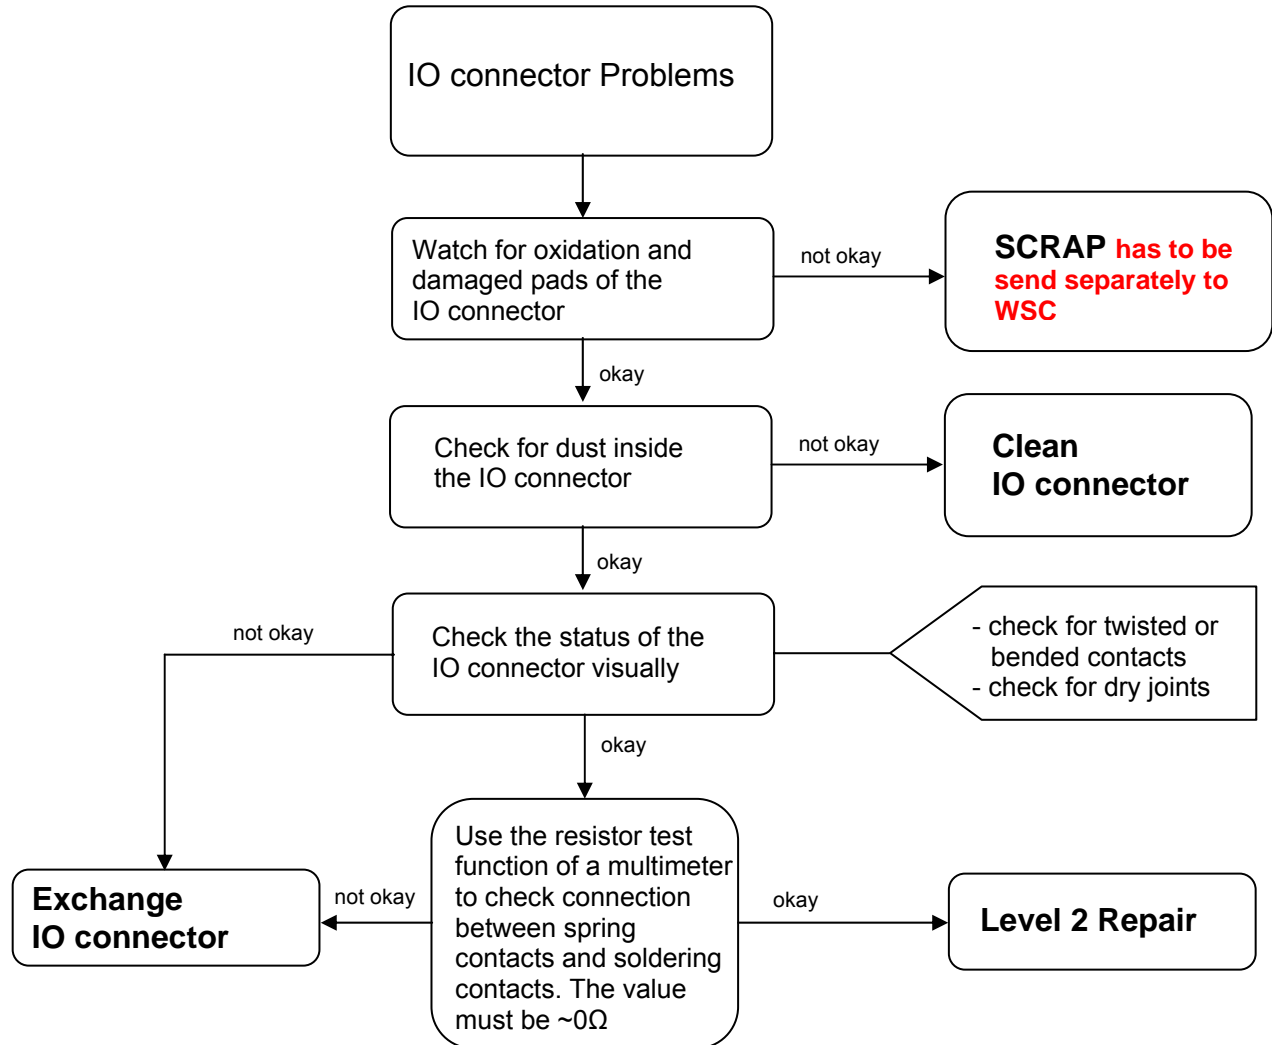 IO connector Problems
Watch for oxidation and
damaged pads of the
IO connector
not okay
SCRAP has to be
send separately to
WSC
okay
Check for dust inside
the IO connector
not okay
Clean
IO connector
okay
not okay
Check the status of the
IO connector visually
- check for twisted or
bended contacts
- check for dry joints
okay
Use the resistor test
function of a multimeter
to check connection
between spring
contacts and soldering
contacts. The value
must be ~0Ω
not okay
Exchange
IO connector
okay
Level 2 Repair